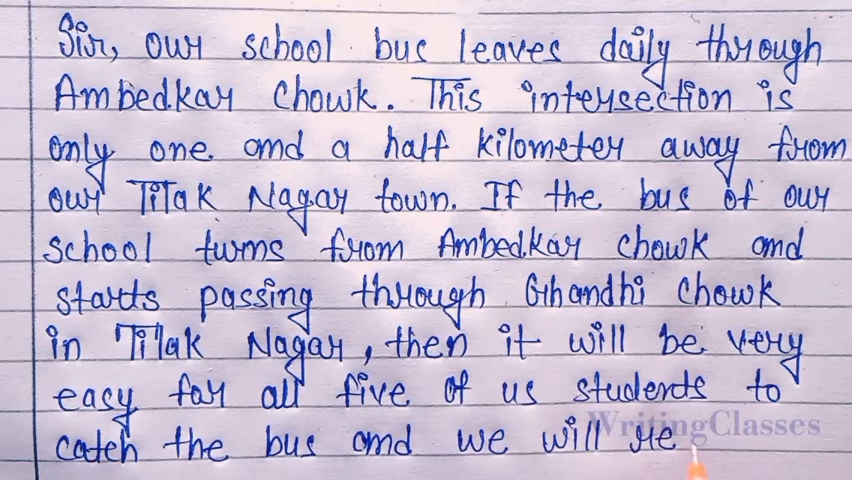 Sir, our school bus leaves daily through
Ambedkar Chowk. This intersection is
only one and a half kilometer away from
our Tilak Nagar town. If the bus of our
school turns from Ambedkar chowk and
starts passing through Ghandhi chowk
in Tilak Nagar, then it will be very
easy for all five of us students to
catch the bus and we will re
WritingClasses